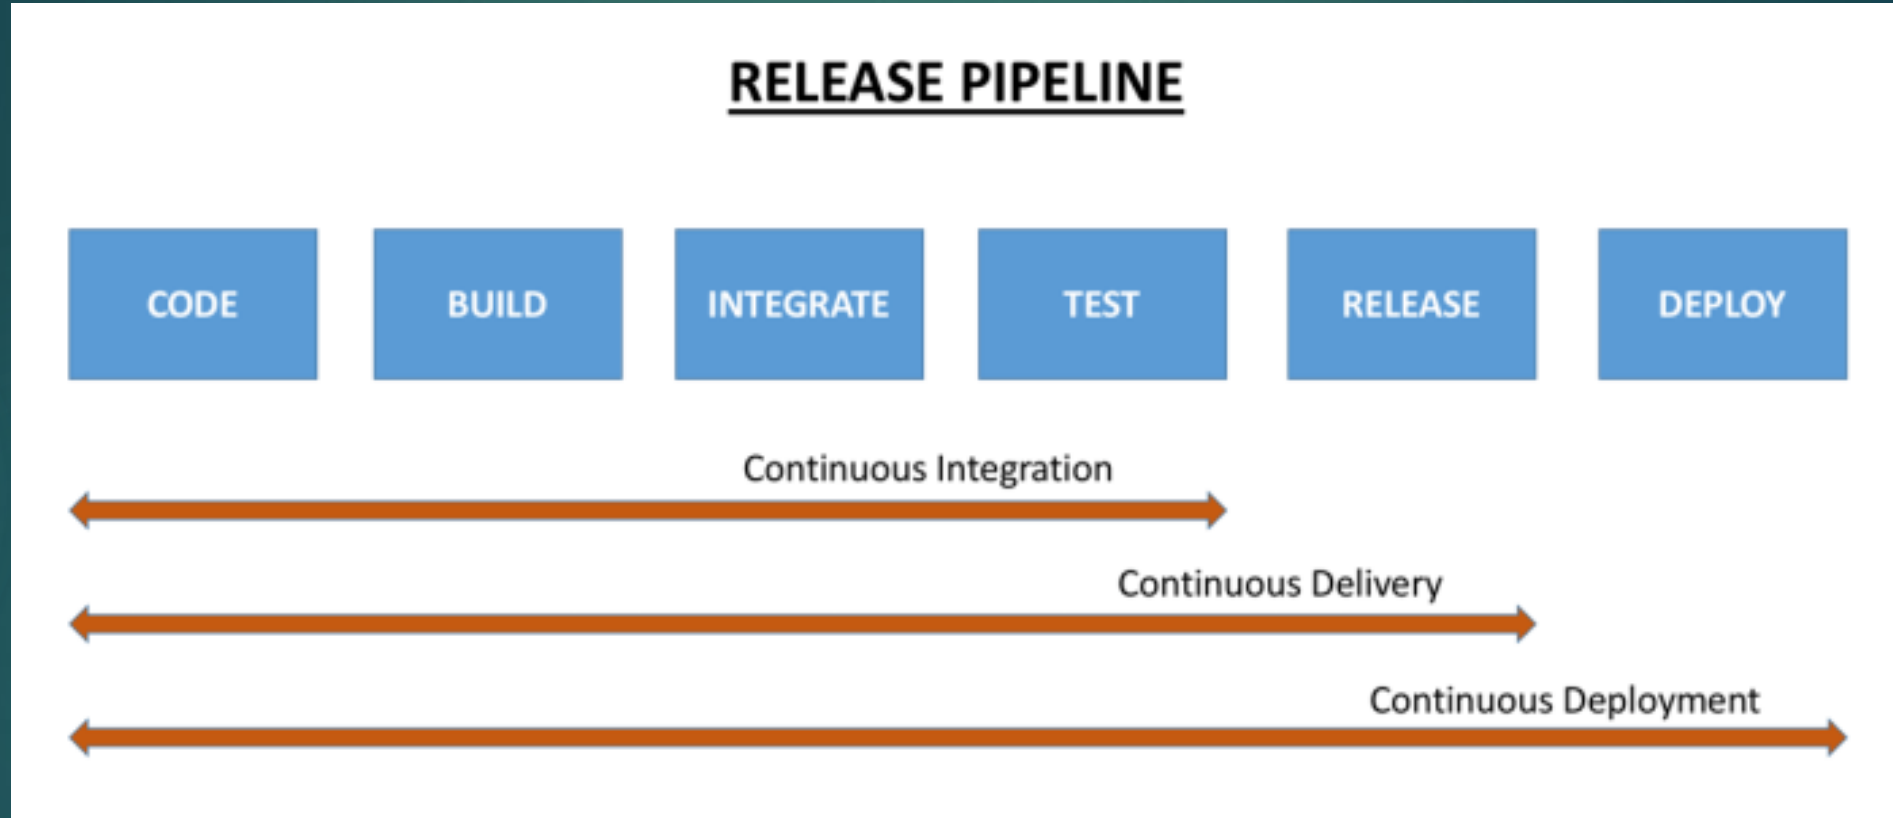 RELEASE PIPELINE
CODE
BUILD
INTEGRATE
TEST
RELEASE
DEPLOY
Continuous Integration
Continuous Delivery
Continuous Deployment